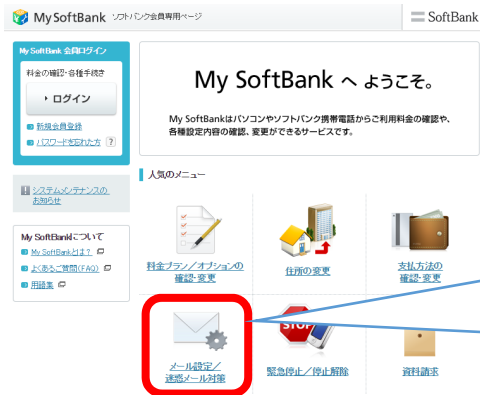 My SoftBank ソフトバンク会員専用ページ
SoftBank
My SoftBank 会員ログイン
料金の確認・各種手続き
ログイン
新規会員登録
パスワードを忘れた方 ?
システムメンテナンスの
お知らせ
My SoftBankについて
My SoftBankとは？
よくあるご質問(FAQ)
用語集
My SoftBank へ ようこそ。
My SoftBankはパソコンやソフトバンク携帯電話からご利用料金の確認や、
各種設定内容の確認、変更ができるサービスです。
人気のメニュー
料金プラン／オプションの
確認・変更
住所の変更
支払方法の
確認・変更
STOP
メール設定／
迷惑メール対策
緊急停止／停止解除
資料請求